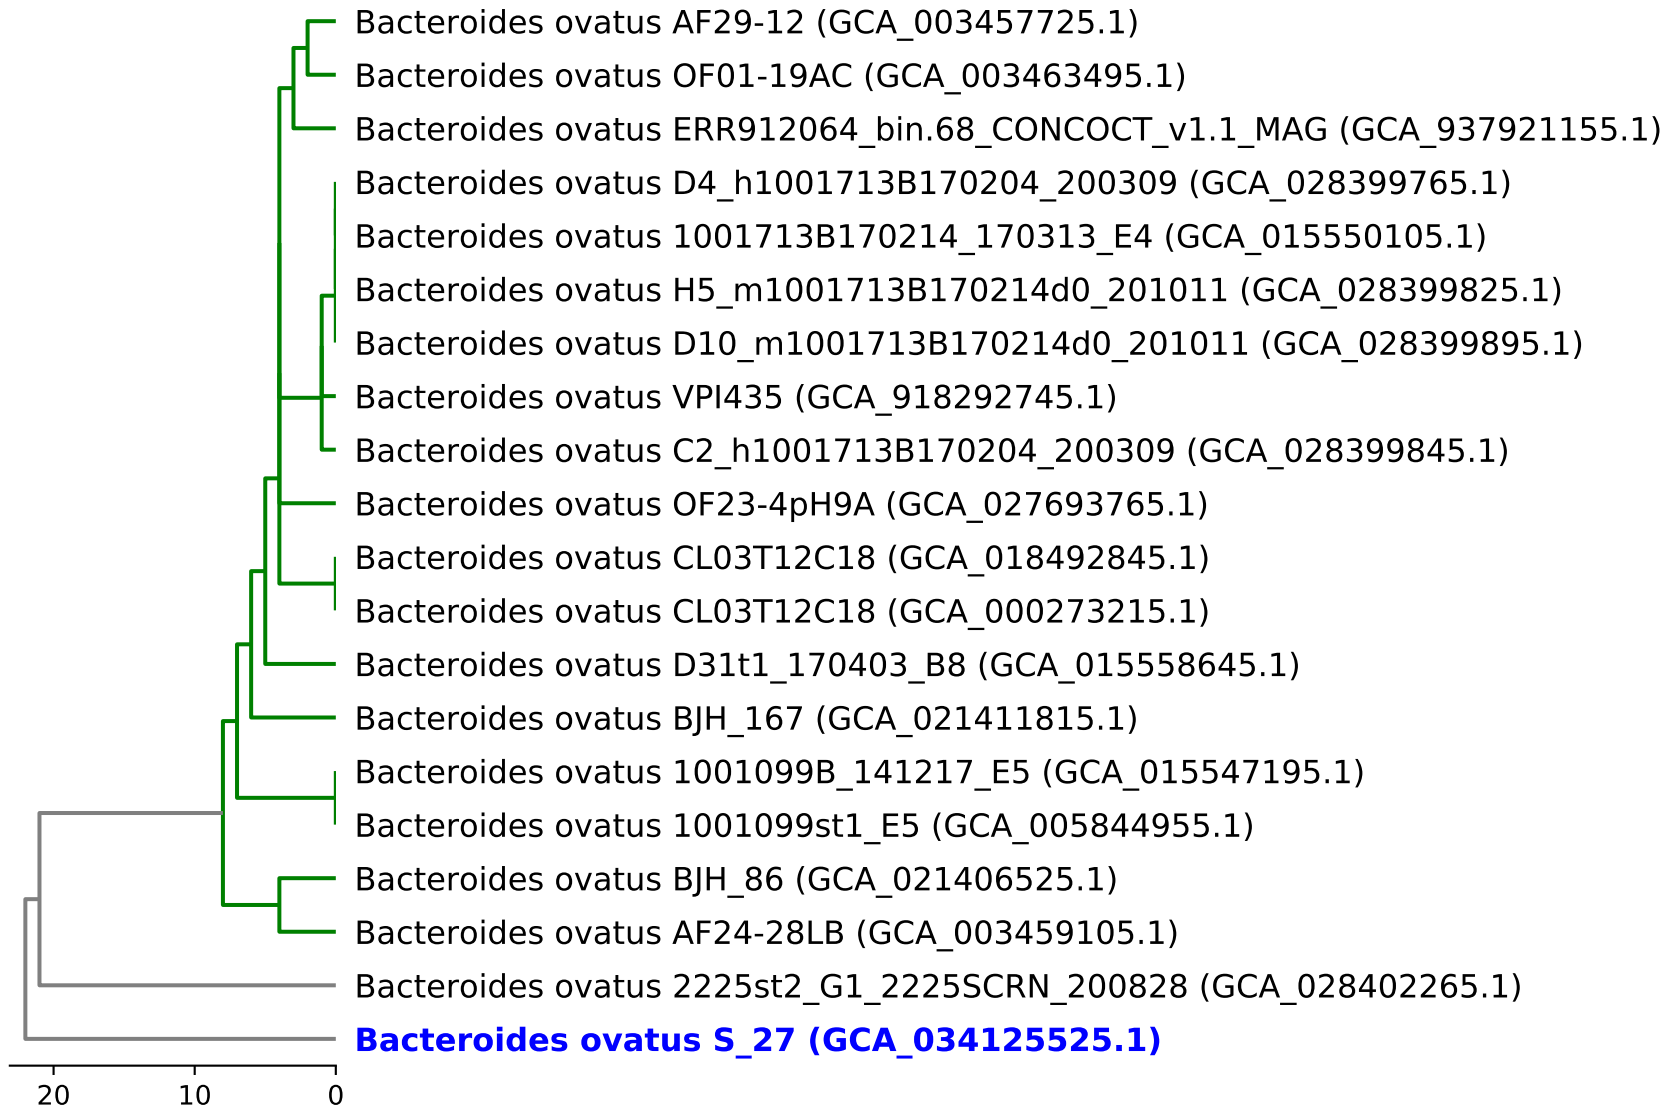 Bacteroides ovatus AF29-12 (GCA_003457725.1)
Bacteroides ovatus OF01-19AC (GCA_003463495.1)
Bacteroides ovatus ERR912064_bin.68_CONCOCT_v1.1_MAG (GCA_937921155.1)
Bacteroides ovatus D4_h1001713B170204_200309 (GCA_028399765.1)
Bacteroides ovatus 1001713B170214_170313_E4 (GCA_015550105.1)
Bacteroides ovatus H5_m1001713B170214d0_201011 (GCA_028399825.1)
Bacteroides ovatus D10_m1001713B170214d0_201011 (GCA_028399895.1)
Bacteroides ovatus VPI435 (GCA_918292745.1)
Bacteroides ovatus C2_h1001713B170204_200309 (GCA_028399845.1)
Bacteroides ovatus OF23-4pH9A (GCA_027693765.1)
Bacteroides ovatus CL03T12C18 (GCA_018492845.1)
Bacteroides ovatus CL03T12C18 (GCA_000273215.1)
Bacteroides ovatus D31t1_170403_B8 (GCA_015558645.1)
Bacteroides ovatus BJH_167 (GCA_021411815.1)
Bacteroides ovatus 1001099B_141217_E5 (GCA_015547195.1)
Bacteroides ovatus 1001099st1_E5 (GCA_005844955.1)
Bacteroides ovatus BJH_86 (GCA_021406525.1)
Bacteroides ovatus AF24-28LB (GCA_003459105.1)
Bacteroides ovatus 2225st2_G1_2225SCRN_200828 (GCA_028402265.1)
Bacteroides ovatus S_27 (GCA_034125525.1)
20 10 0